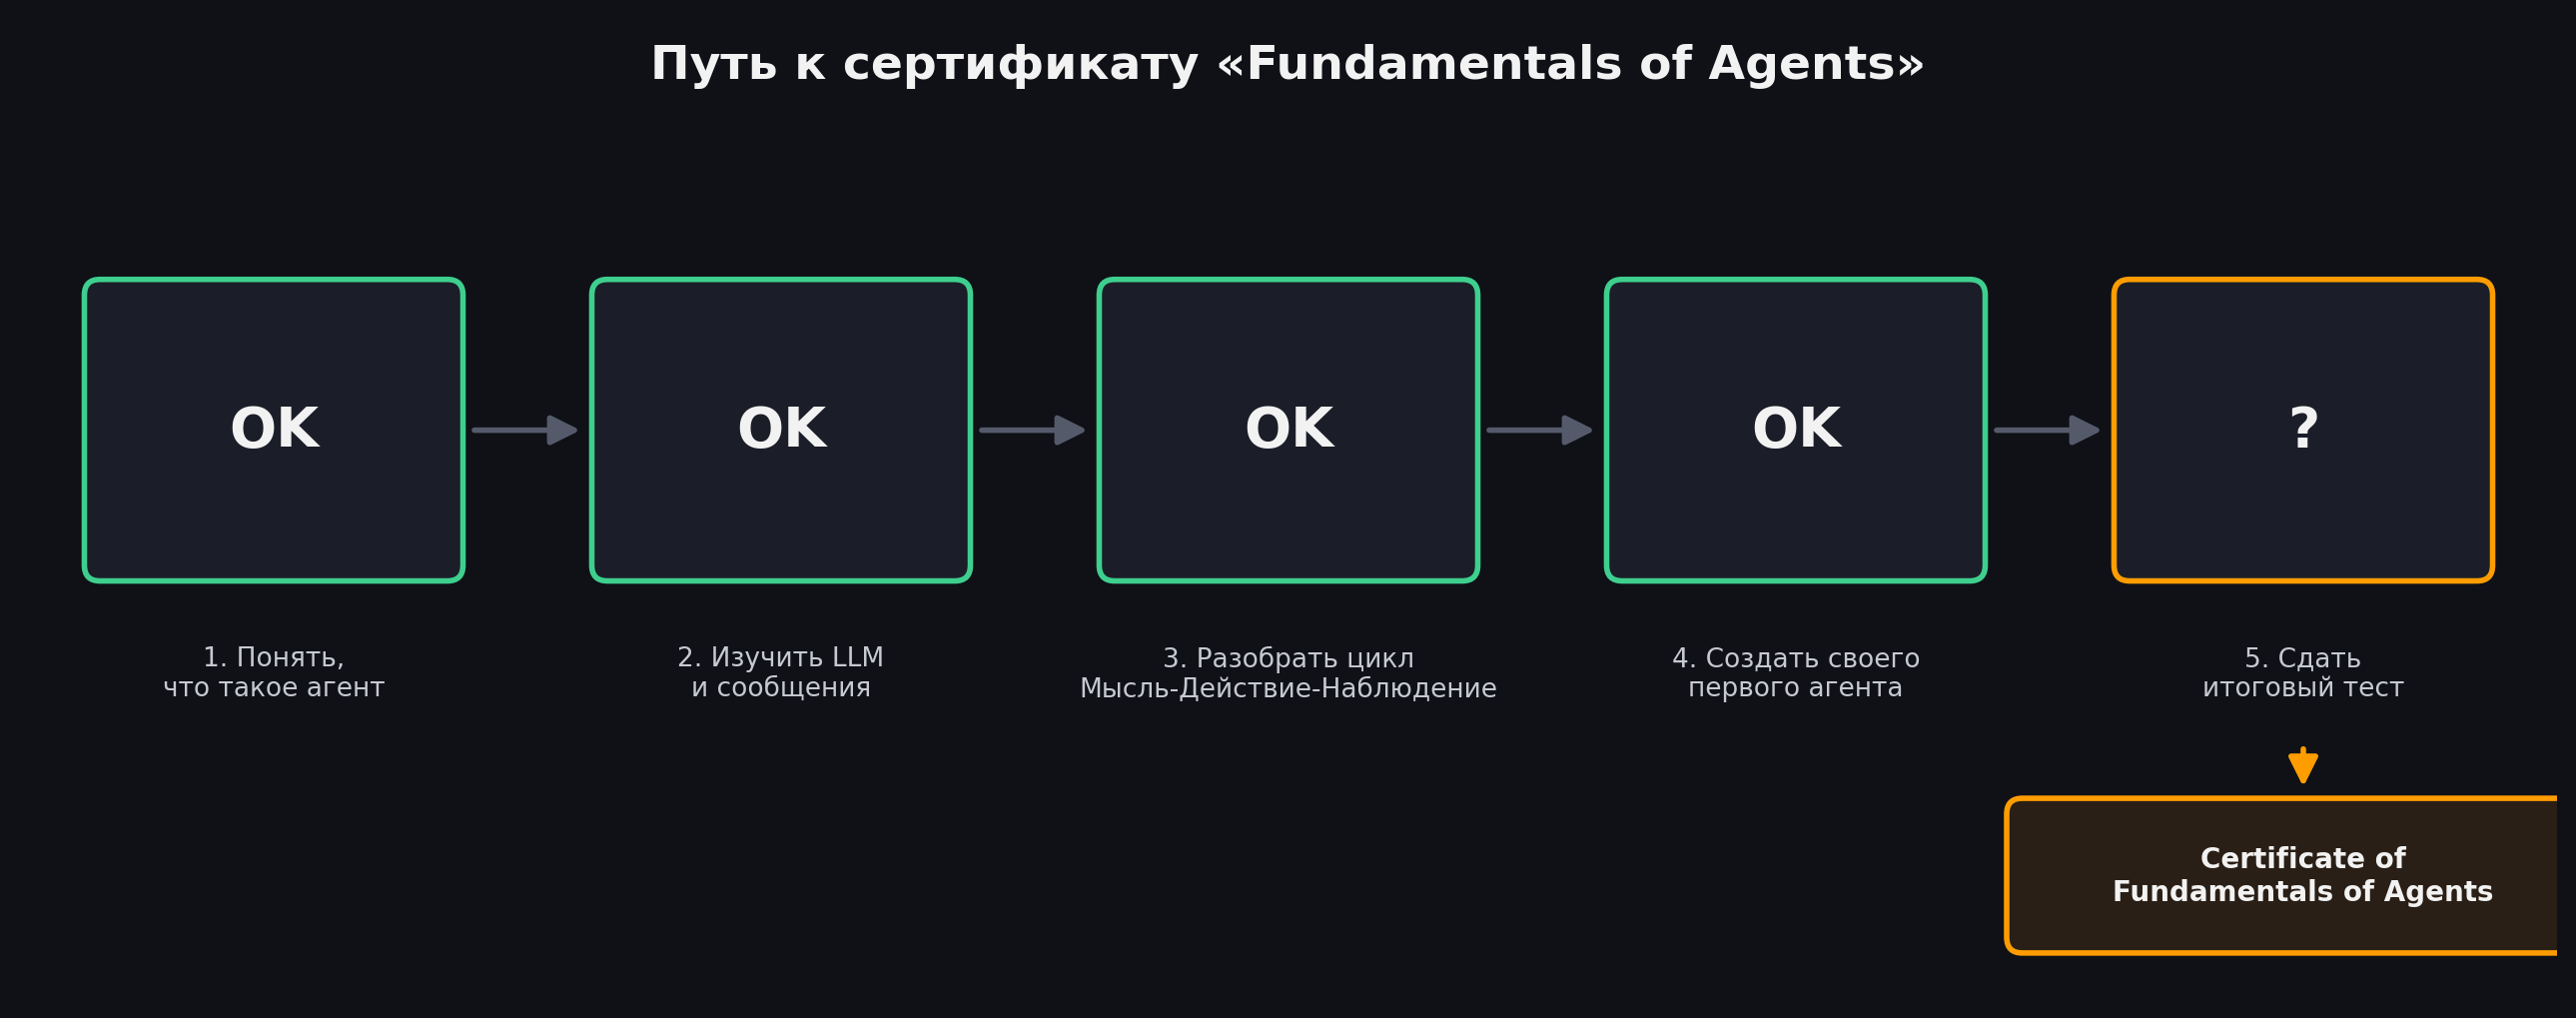 Путь к сертификату «Fundamentals of Agents»
OK
OK
OK
OK
?
1. Понять,
что такое агент
2. Изучить LLM
и сообщения
3. Разобрать цикл
Мысль-Действие-Наблюдение
4. Создать своего
первого агента
5. Сдать
итоговый тест
Certificate of
Fundamentals of Agents